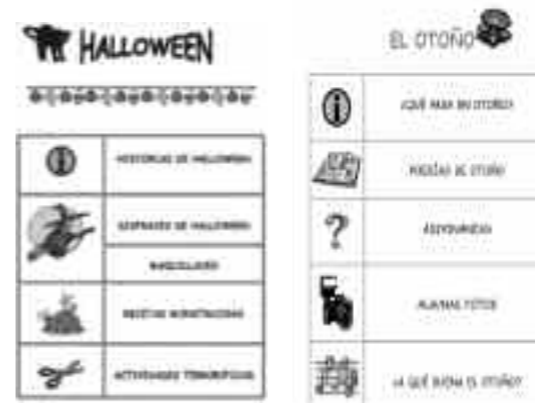 HALLOWEEN
HISTORIAS DE HALLOWEEN
DISFRACES DE HALLOWEEN
MAQUILLAJES
RECETAS MONSTRUOSAS
ACTIVIDADES TERRORÍFICAS
EL OTOÑO
¿QUÉ PASA EN OTOÑO?
POESÍAS DE OTOÑO
ADIVINANZAS
ALGUNAS FOTOS
¿A QUÉ SUENA EL OTOÑO?